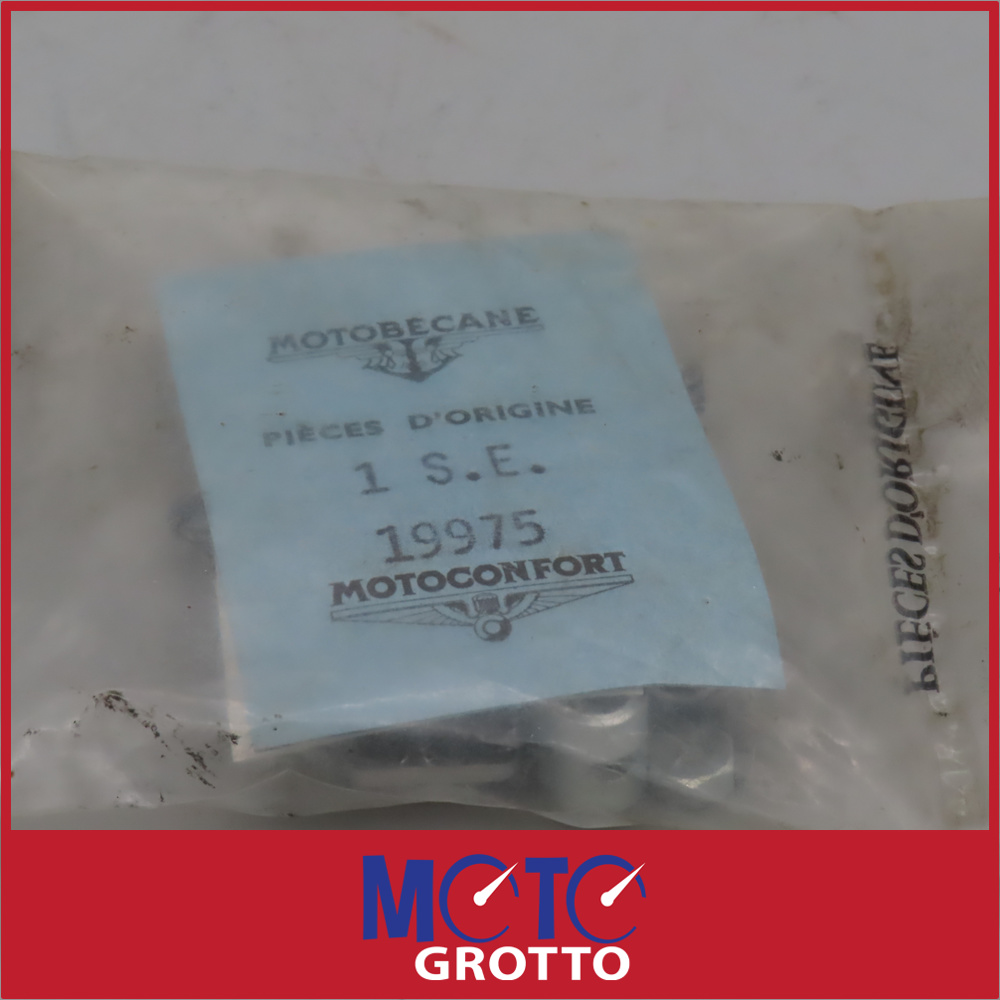 MOTOBÉCANE
PIÈCES D'ORIGINE
1 S.E.
19975
MOTOCONFORT
PIÈCES D'ORIGINE
MOTO
GROTTO